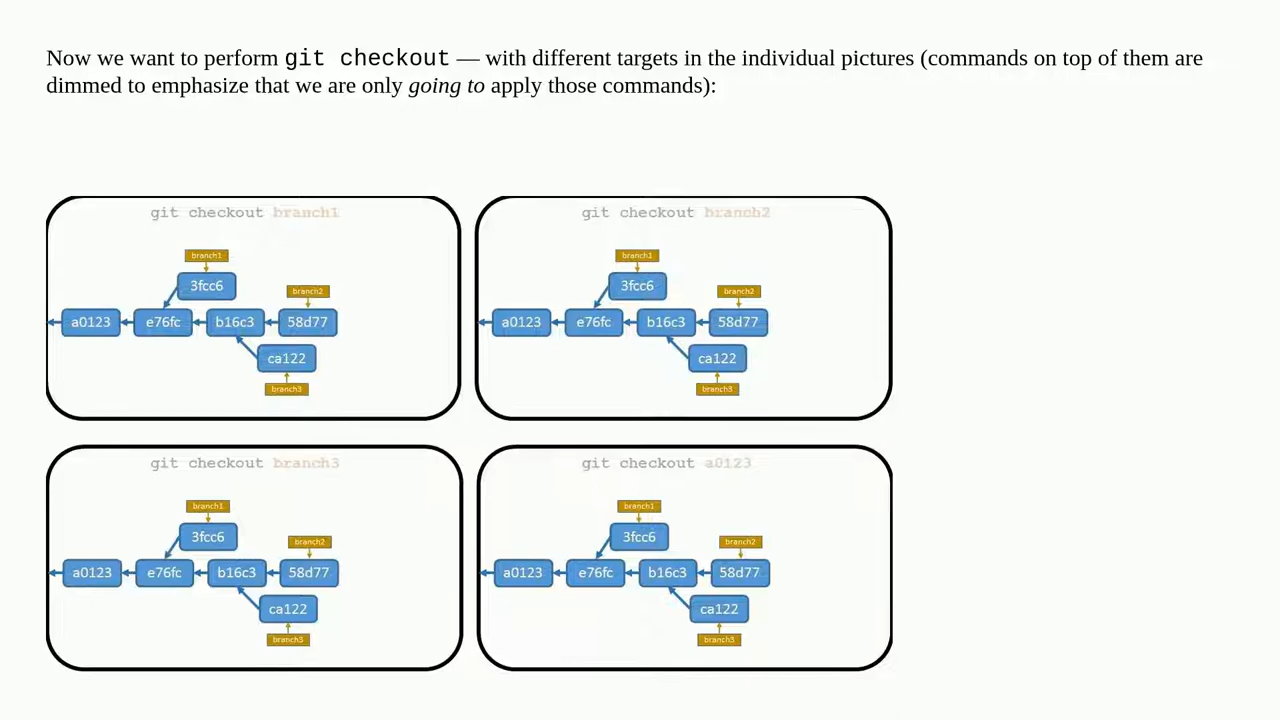 Now we want to perform git checkout — with different targets in the individual pictures (commands on top of them are
dimmed to emphasize that we are only going to apply those commands):
git checkout branch1
branch1
3fcc6
branch2
a0123 e76fc b16c3 58d77
ca122
branch3
git checkout branch2
branch1
3fcc6
branch2
a0123 e76fc b16c3 58d77
ca122
branch3
git checkout branch3
branch1
3fcc6
branch2
a0123 e76fc b16c3 58d77
ca122
branch3
git checkout a0123
branch1
3fcc6
branch2
a0123 e76fc b16c3 58d77
ca122
branch3